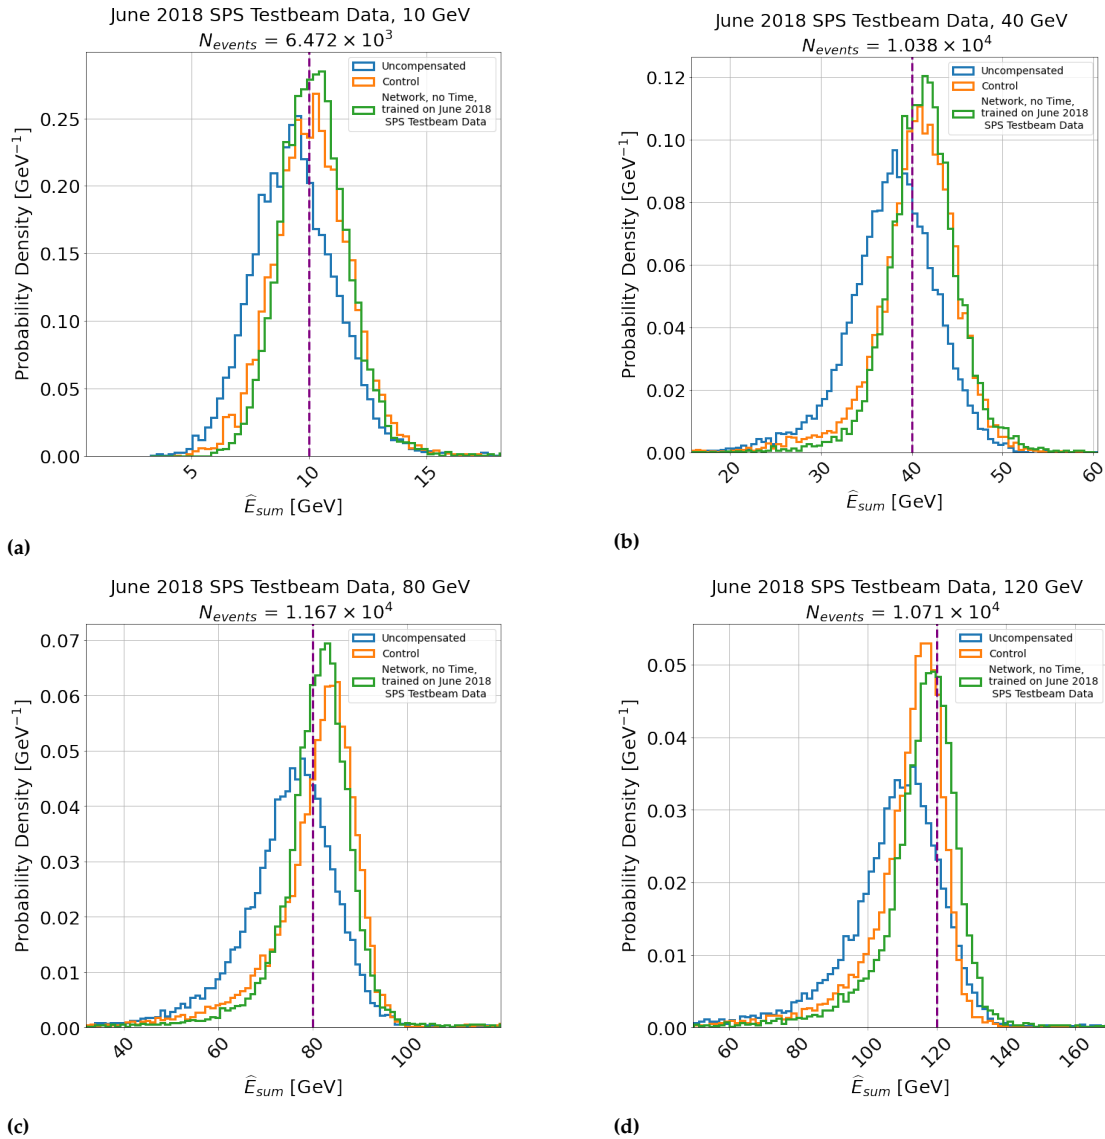 June 2018 SPS Testbeam Data, 10 GeV
N_events = 6.472 × 10³
Uncompensated
Control
Network, no Time,
trained on June 2018
SPS Testbeam Data
Probability Density [GeV⁻¹]
0.25
0.20
0.15
0.10
0.05
0.00
5
10
15
Ê_sum [GeV]
(a)
June 2018 SPS Testbeam Data, 40 GeV
N_events = 1.038 × 10⁴
Uncompensated
Control
Network, no Time,
trained on June 2018
SPS Testbeam Data
Probability Density [GeV⁻¹]
0.12
0.10
0.08
0.06
0.04
0.02
0.00
20
30
40
50
60
Ê_sum [GeV]
(b)
June 2018 SPS Testbeam Data, 80 GeV
N_events = 1.167 × 10⁴
Uncompensated
Control
Network, no Time,
trained on June 2018
SPS Testbeam Data
Probability Density [GeV⁻¹]
0.07
0.06
0.05
0.04
0.03
0.02
0.01
0.00
40
60
80
100
Ê_sum [GeV]
(c)
June 2018 SPS Testbeam Data, 120 GeV
N_events = 1.071 × 10⁴
Uncompensated
Control
Network, no Time,
trained on June 2018
SPS Testbeam Data
Probability Density [GeV⁻¹]
0.05
0.04
0.03
0.02
0.01
0.00
60
80
100
120
140
160
Ê_sum [GeV]
(d)